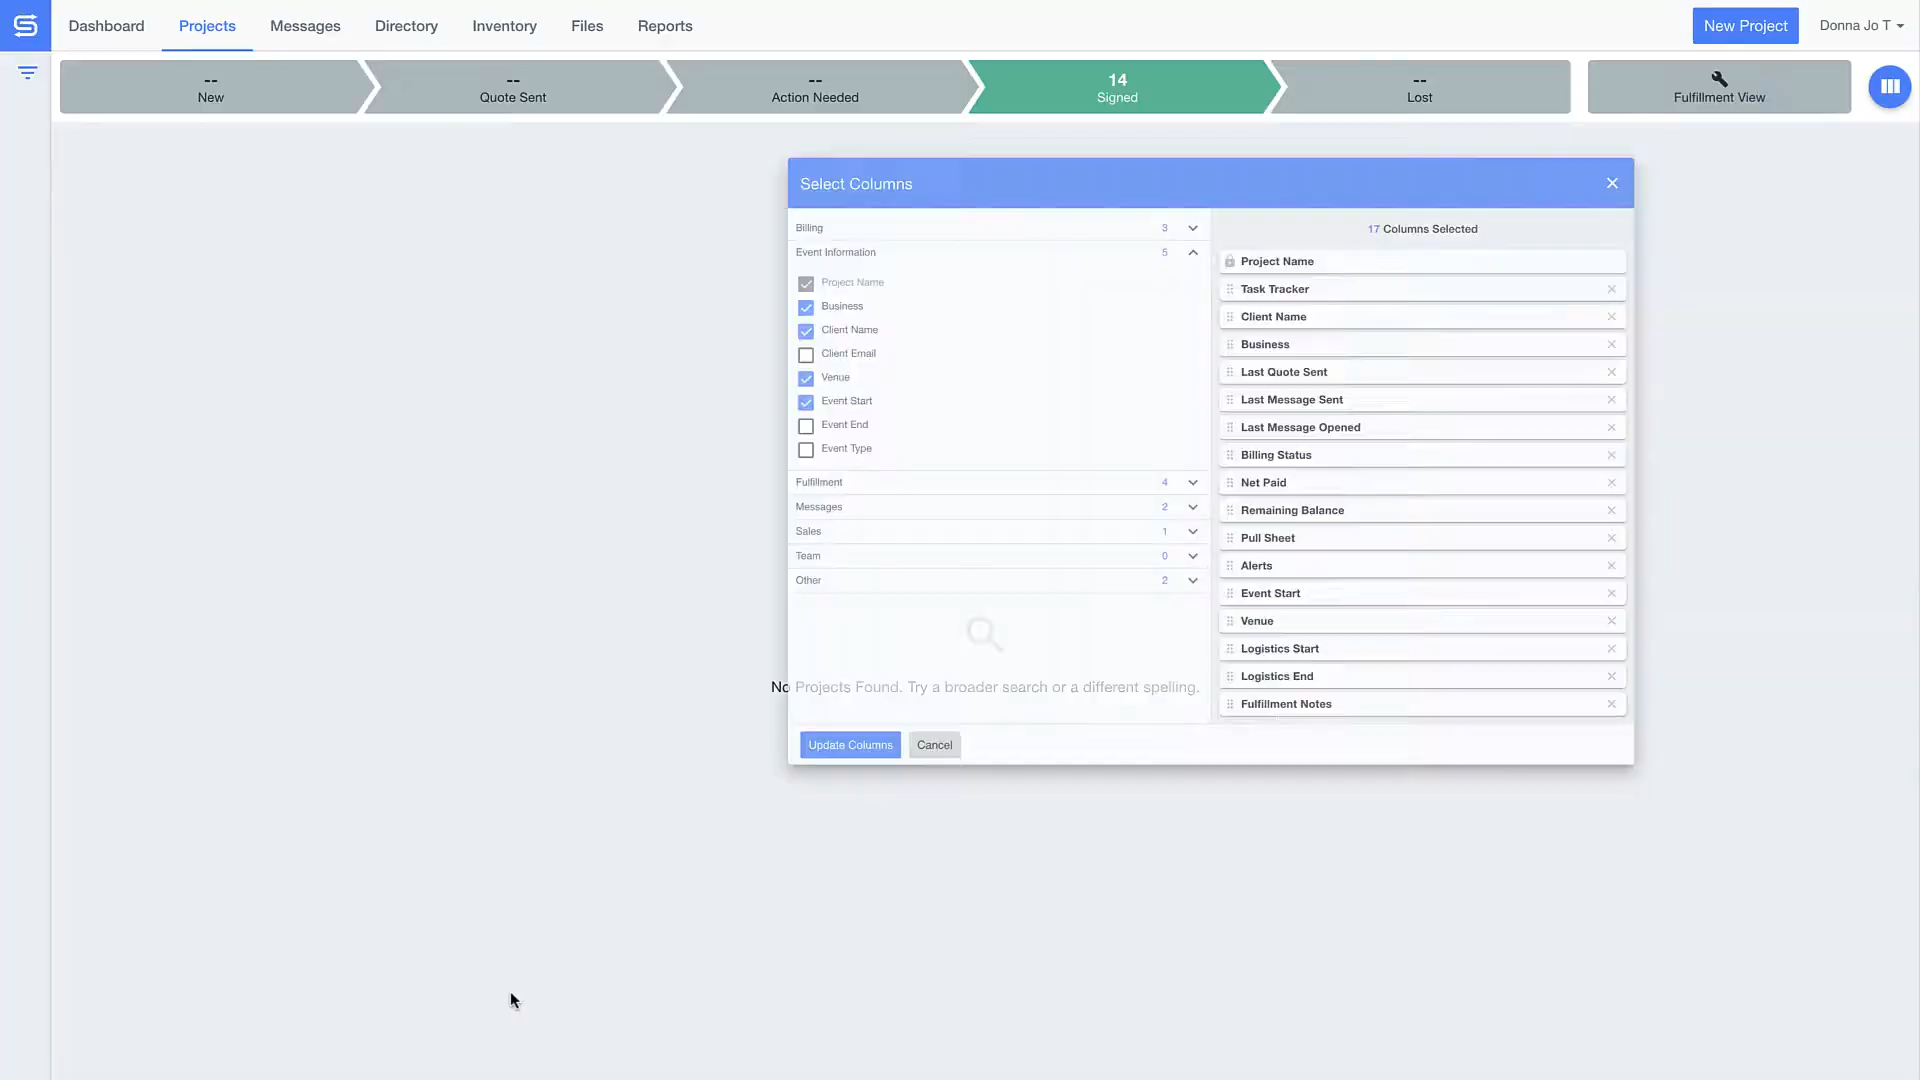 Dashboard
Projects
Messages
Directory
Inventory
Files
Reports
New Project
Donna Jo T
--
New
--
Quote Sent
--
Action Needed
14
Signed
--
Lost
Fulfillment View
Select Columns
Billing 3
Event Information 5
Project Name
Business
Client Name
Client Email
Venue
Event Start
Event End
Event Type
Fulfillment 4
Messages 2
Sales 1
Team 0
Other 2
No Projects Found. Try a broader search or a different spelling.
17 Columns Selected
Project Name
Task Tracker
Client Name
Business
Last Quote Sent
Last Message Sent
Last Message Opened
Billing Status
Net Paid
Remaining Balance
Pull Sheet
Alerts
Event Start
Venue
Logistics Start
Logistics End
Fulfillment Notes
Update Columns
Cancel